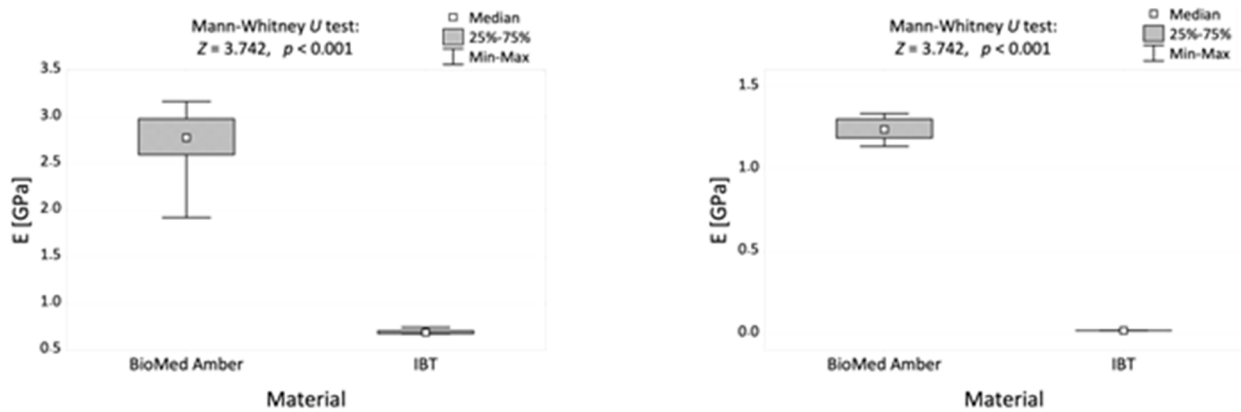 Mann-Whitney U test:
Z = 3.742, p < 0.001
Median
25%-75%
Min-Max
3.5
3.0
2.5
2.0
1.5
1.0
0.5
E [GPa]
BioMed Amber
IBT
Material
Mann-Whitney U test:
Z = 3.742, p < 0.001
Median
25%-75%
Min-Max
1.5
1.0
0.5
0.0
E [GPa]
BioMed Amber
IBT
Material